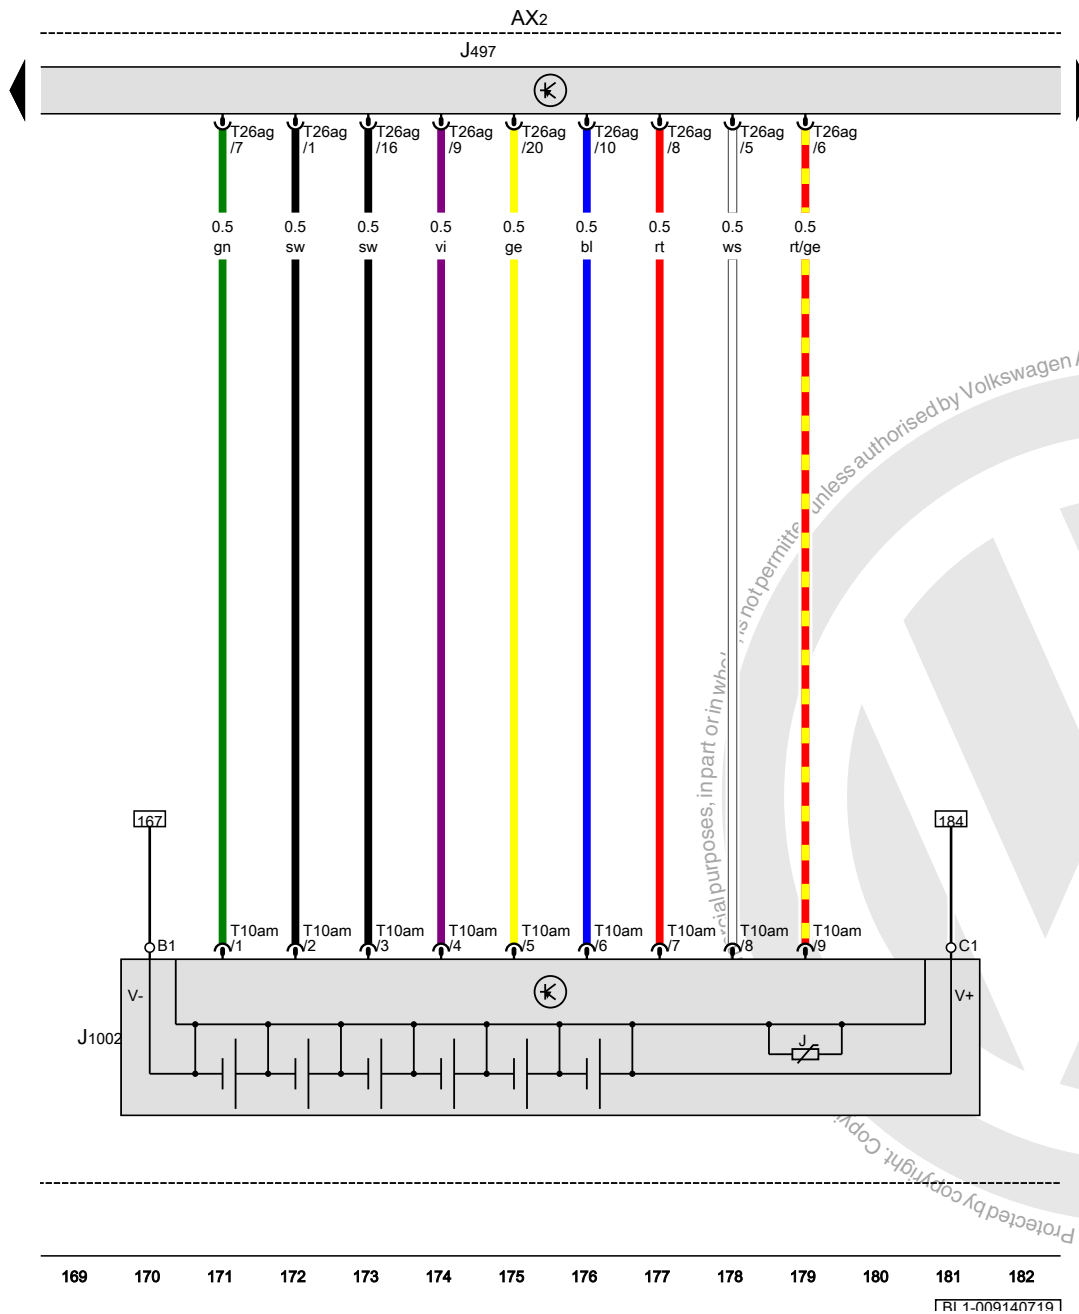 AX2
J497
T26ag T26ag T26ag T26ag T26ag T26ag T26ag T26ag T26ag
/7 /1 /16 /9 /20 /10 /8 /5 /6
0.5 0.5 0.5 0.5 0.5 0.5 0.5 0.5 0.5
gn sw sw vi ge bl rt ws rt/ge
167 184
T10am T10am T10am T10am T10am T10am T10am T10am T10am
B1 /1 /2 /3 /4 /5 /6 /7 /8 /9 C1
V- V+
J1002
J
169 170 171 172 173 174 175 176 177 178 179 180 181 182
BL1-009140719
purposes, in part or in is not permitted unless authorised by Volkswagen
Protected by copyright.